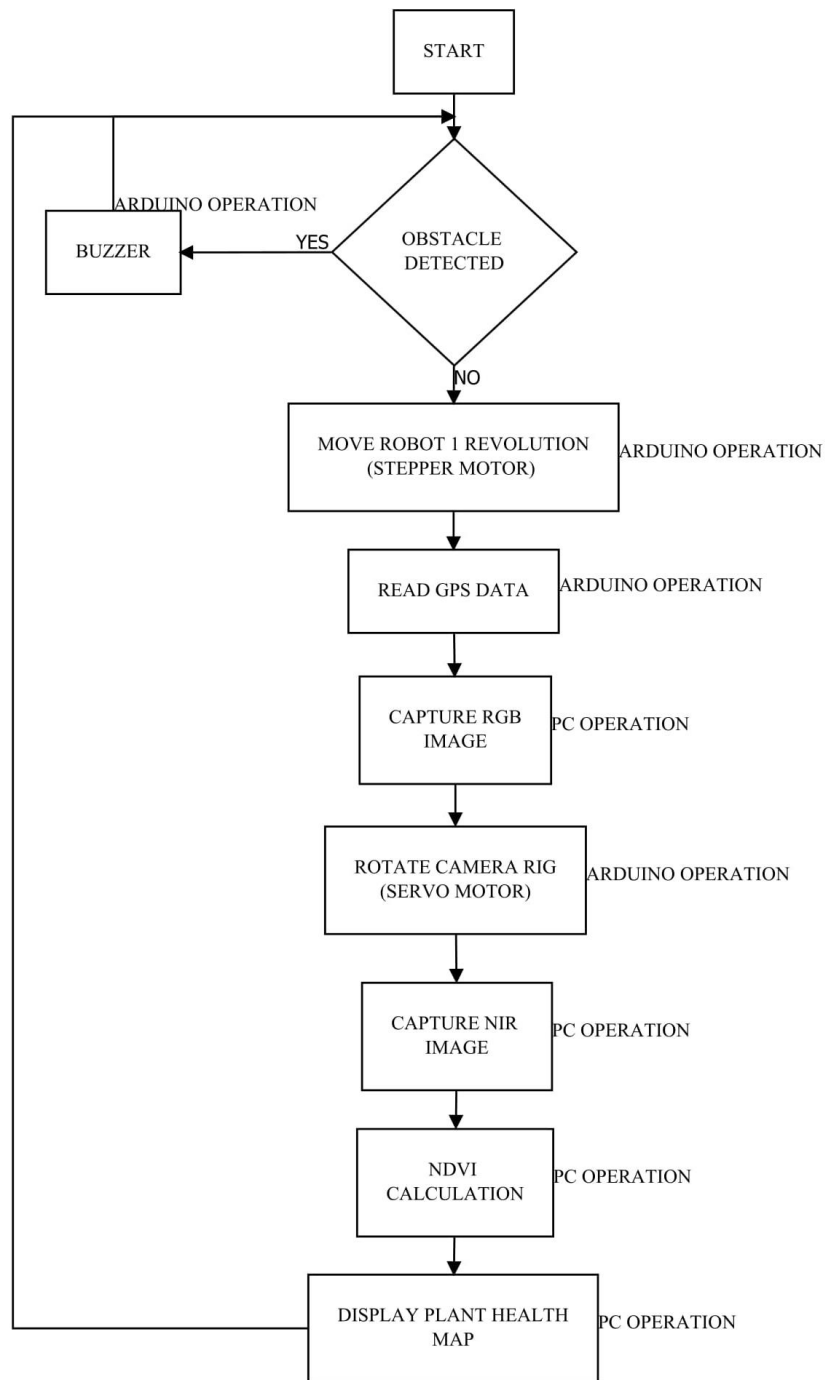 START
ARDUINO OPERATION
BUZZER
YES
OBSTACLE
DETECTED
NO
MOVE ROBOT 1 REVOLUTION
(STEPPER MOTOR)
ARDUINO OPERATION
READ GPS DATA
ARDUINO OPERATION
CAPTURE RGB
IMAGE
PC OPERATION
ROTATE CAMERA RIG
(SERVO MOTOR)
ARDUINO OPERATION
CAPTURE NIR
IMAGE
PC OPERATION
NDVI
CALCULATION
PC OPERATION
DISPLAY PLANT HEALTH
MAP
PC OPERATION